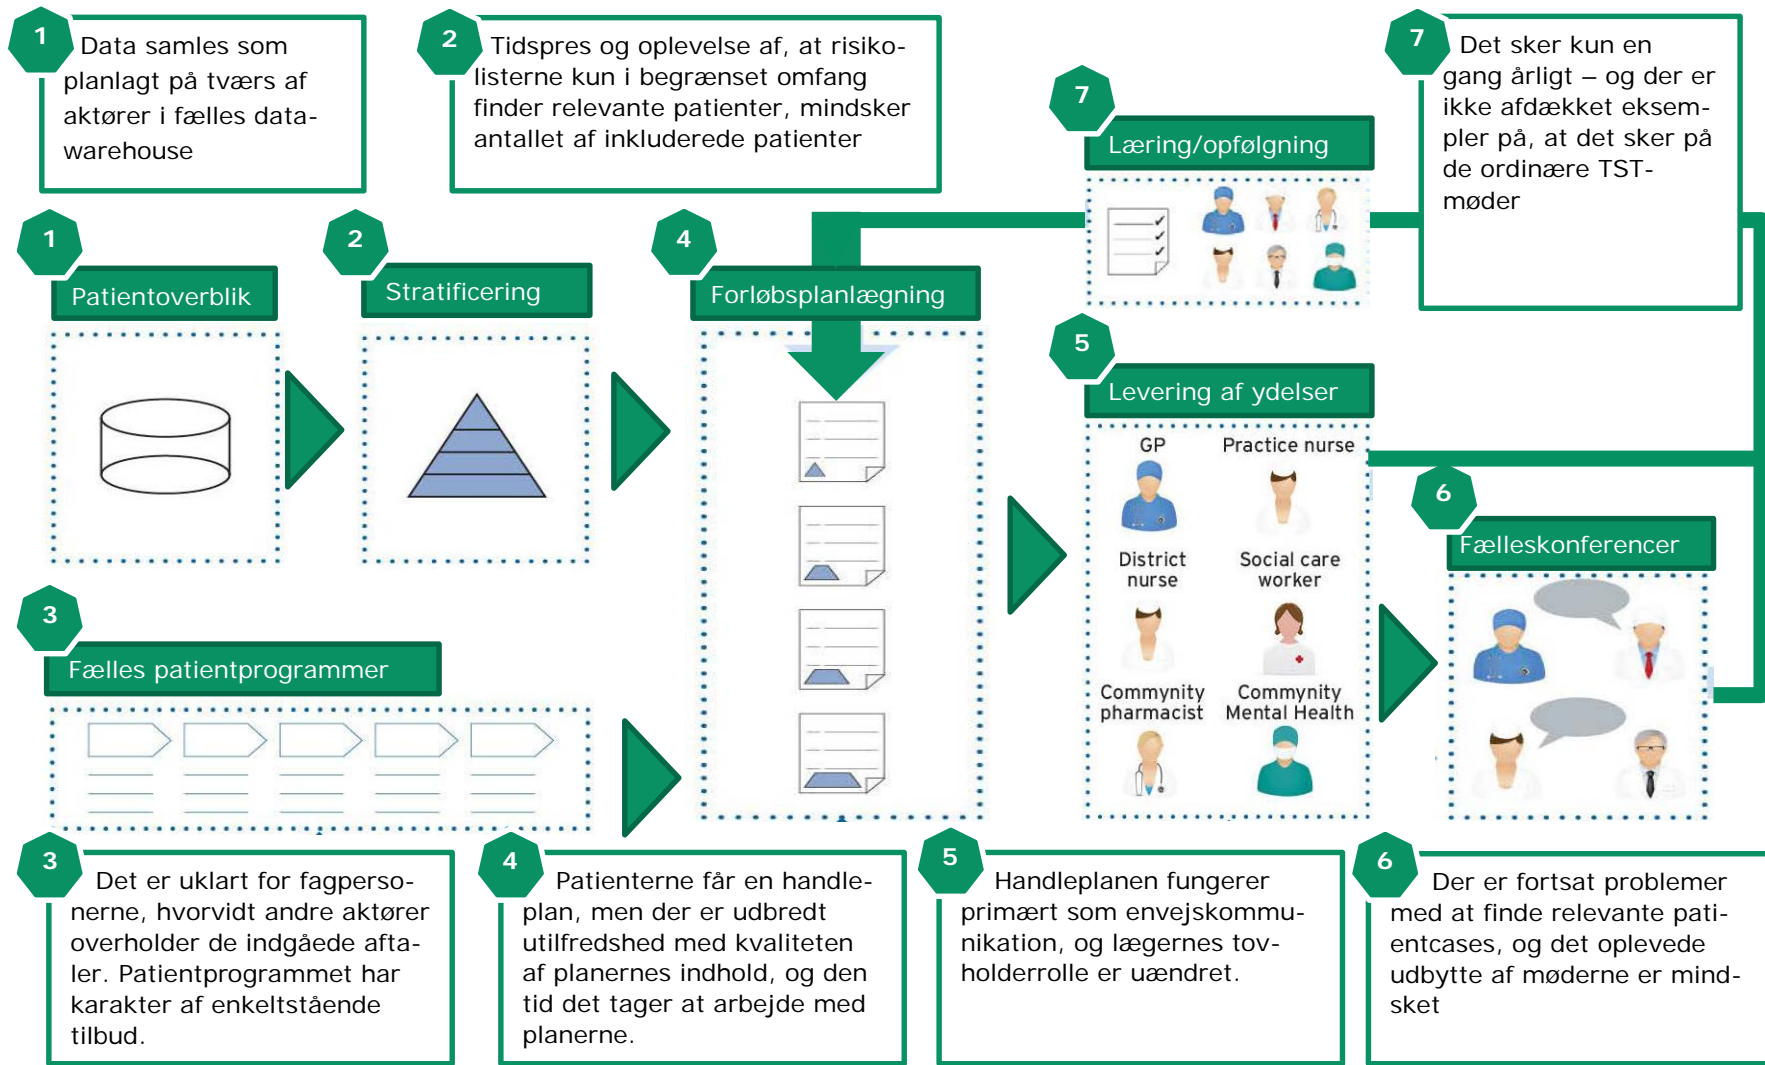 1
Data samles som
planlagt på tværs af
aktører i fælles data-
warehouse
2
Tidspres og oplevelse af, at risiko-
listerne kun i begrænset omfang
finder relevante patienter, mindsker
antallet af inkluderede patienter
7
Det sker kun en
gang årligt – og der er
ikke afdækket eksem-
pler på, at det sker på
de ordinære TST-
møder
7
Læring/opfølgning
1
Patientoverblik
2
Stratificering
4
Forløbsplanlægning
5
Levering af ydelser
GP
Practice nurse
District
nurse
Social care
worker
Commynity
pharmacist
Commynity
Mental Health
6
Fælleskonferencer
3
Fælles patientprogrammer
3
Det er uklart for fagperso-
nerne, hvorvidt andre aktører
overholder de indgåede afta-
ler. Patientprogrammet har
karakter af enkeltstående
tilbud.
4
Patienterne får en handle-
plan, men der er udbredt
utilfredshed med kvaliteten
af planernes indhold, og den
tid det tager at arbejde med
planerne.
5
Handleplanen fungerer
primært som envejskommu-
nikation, og lægernes tov-
holderrolle er uændret.
6
Der er fortsat problemer
med at finde relevante pati-
entcases, og det oplevede
udbytte af møderne er mind-
sket